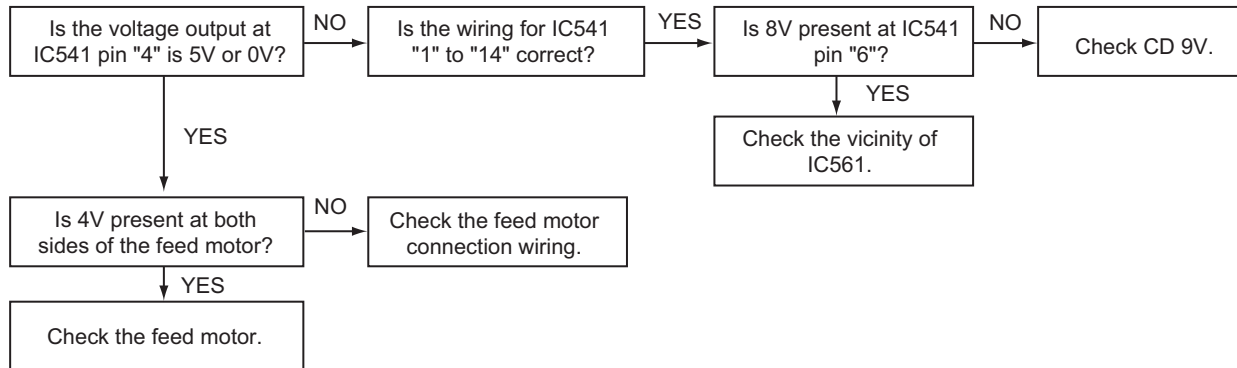 Is the voltage output at
IC541 pin "4" is 5V or 0V?
NO
Is the wiring for IC541
"1" to "14" correct?
YES
Is 8V present at IC541
pin "6"?
NO
Check CD 9V.
YES
Check the vicinity of
IC561.
YES
Is 4V present at both
sides of the feed motor?
NO
Check the feed motor
connection wiring.
YES
Check the feed motor.